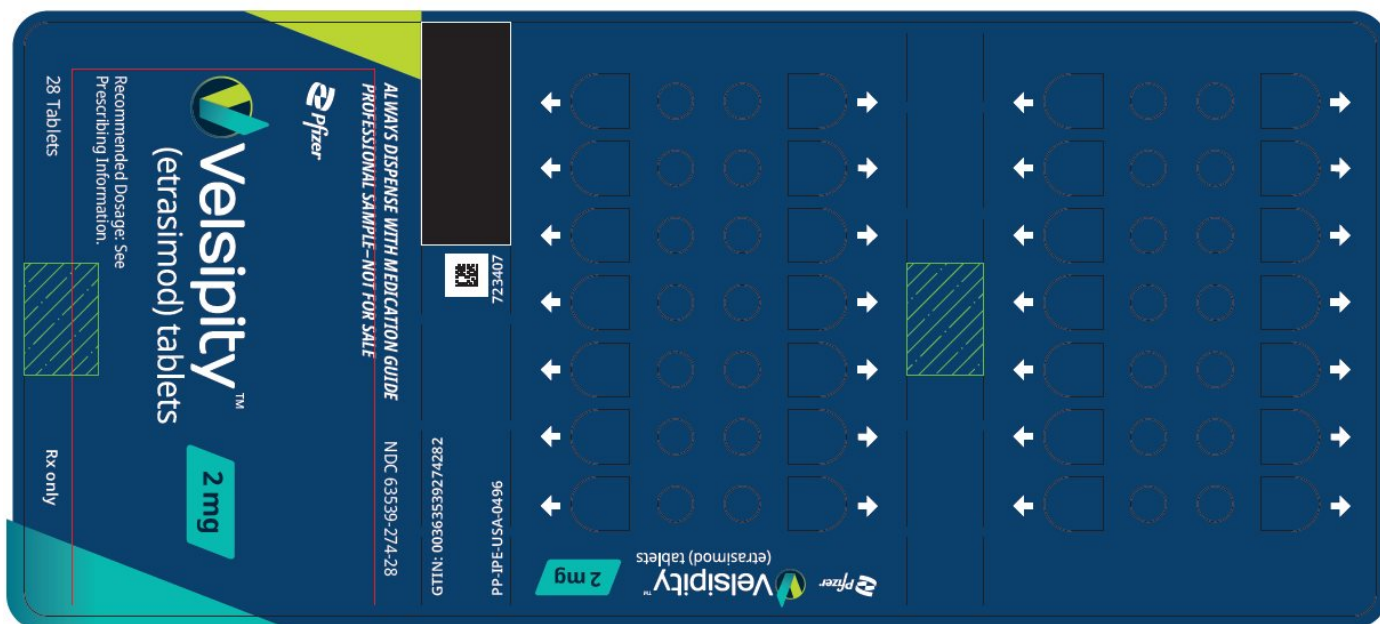 ALWAYS DISPENSE WITH MEDICATION GUIDE
PROFESSIONAL SAMPLE–NOT FOR SALE
NDC 63539-274-28
Pfizer
Velsipity™
(etrasimod) tablets
2 mg
Recommended Dosage: See
Prescribing Information.
28 Tablets
Rx only
723407
PP-IPE-USA-0496
GTIN: 00363539274282
Pfizer
Velsipity™
(etrasimod) tablets
2 mg